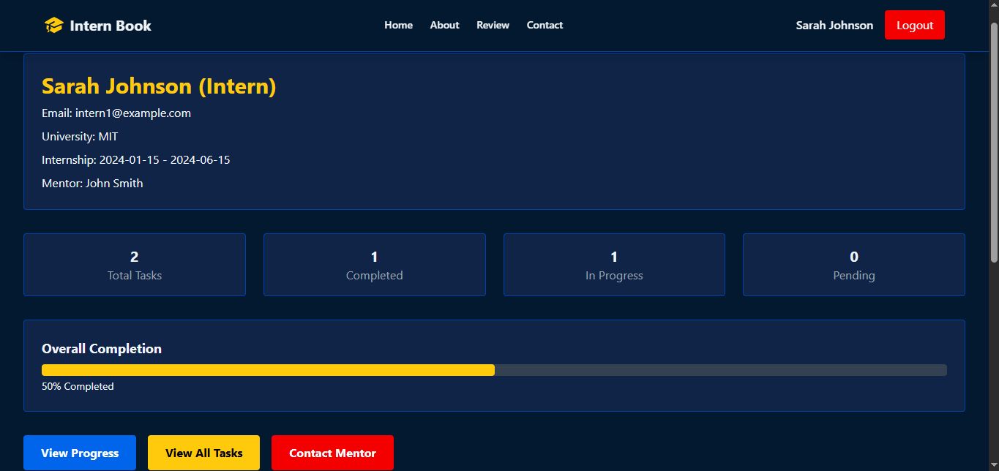 Intern Book
Home About Review Contact
Sarah Johnson Logout
Sarah Johnson (Intern)
Email: intern1@example.com
University: MIT
Internship: 2024-01-15 - 2024-06-15
Mentor: John Smith
2
Total Tasks
1
Completed
1
In Progress
0
Pending
Overall Completion
50% Completed
View Progress View All Tasks Contact Mentor